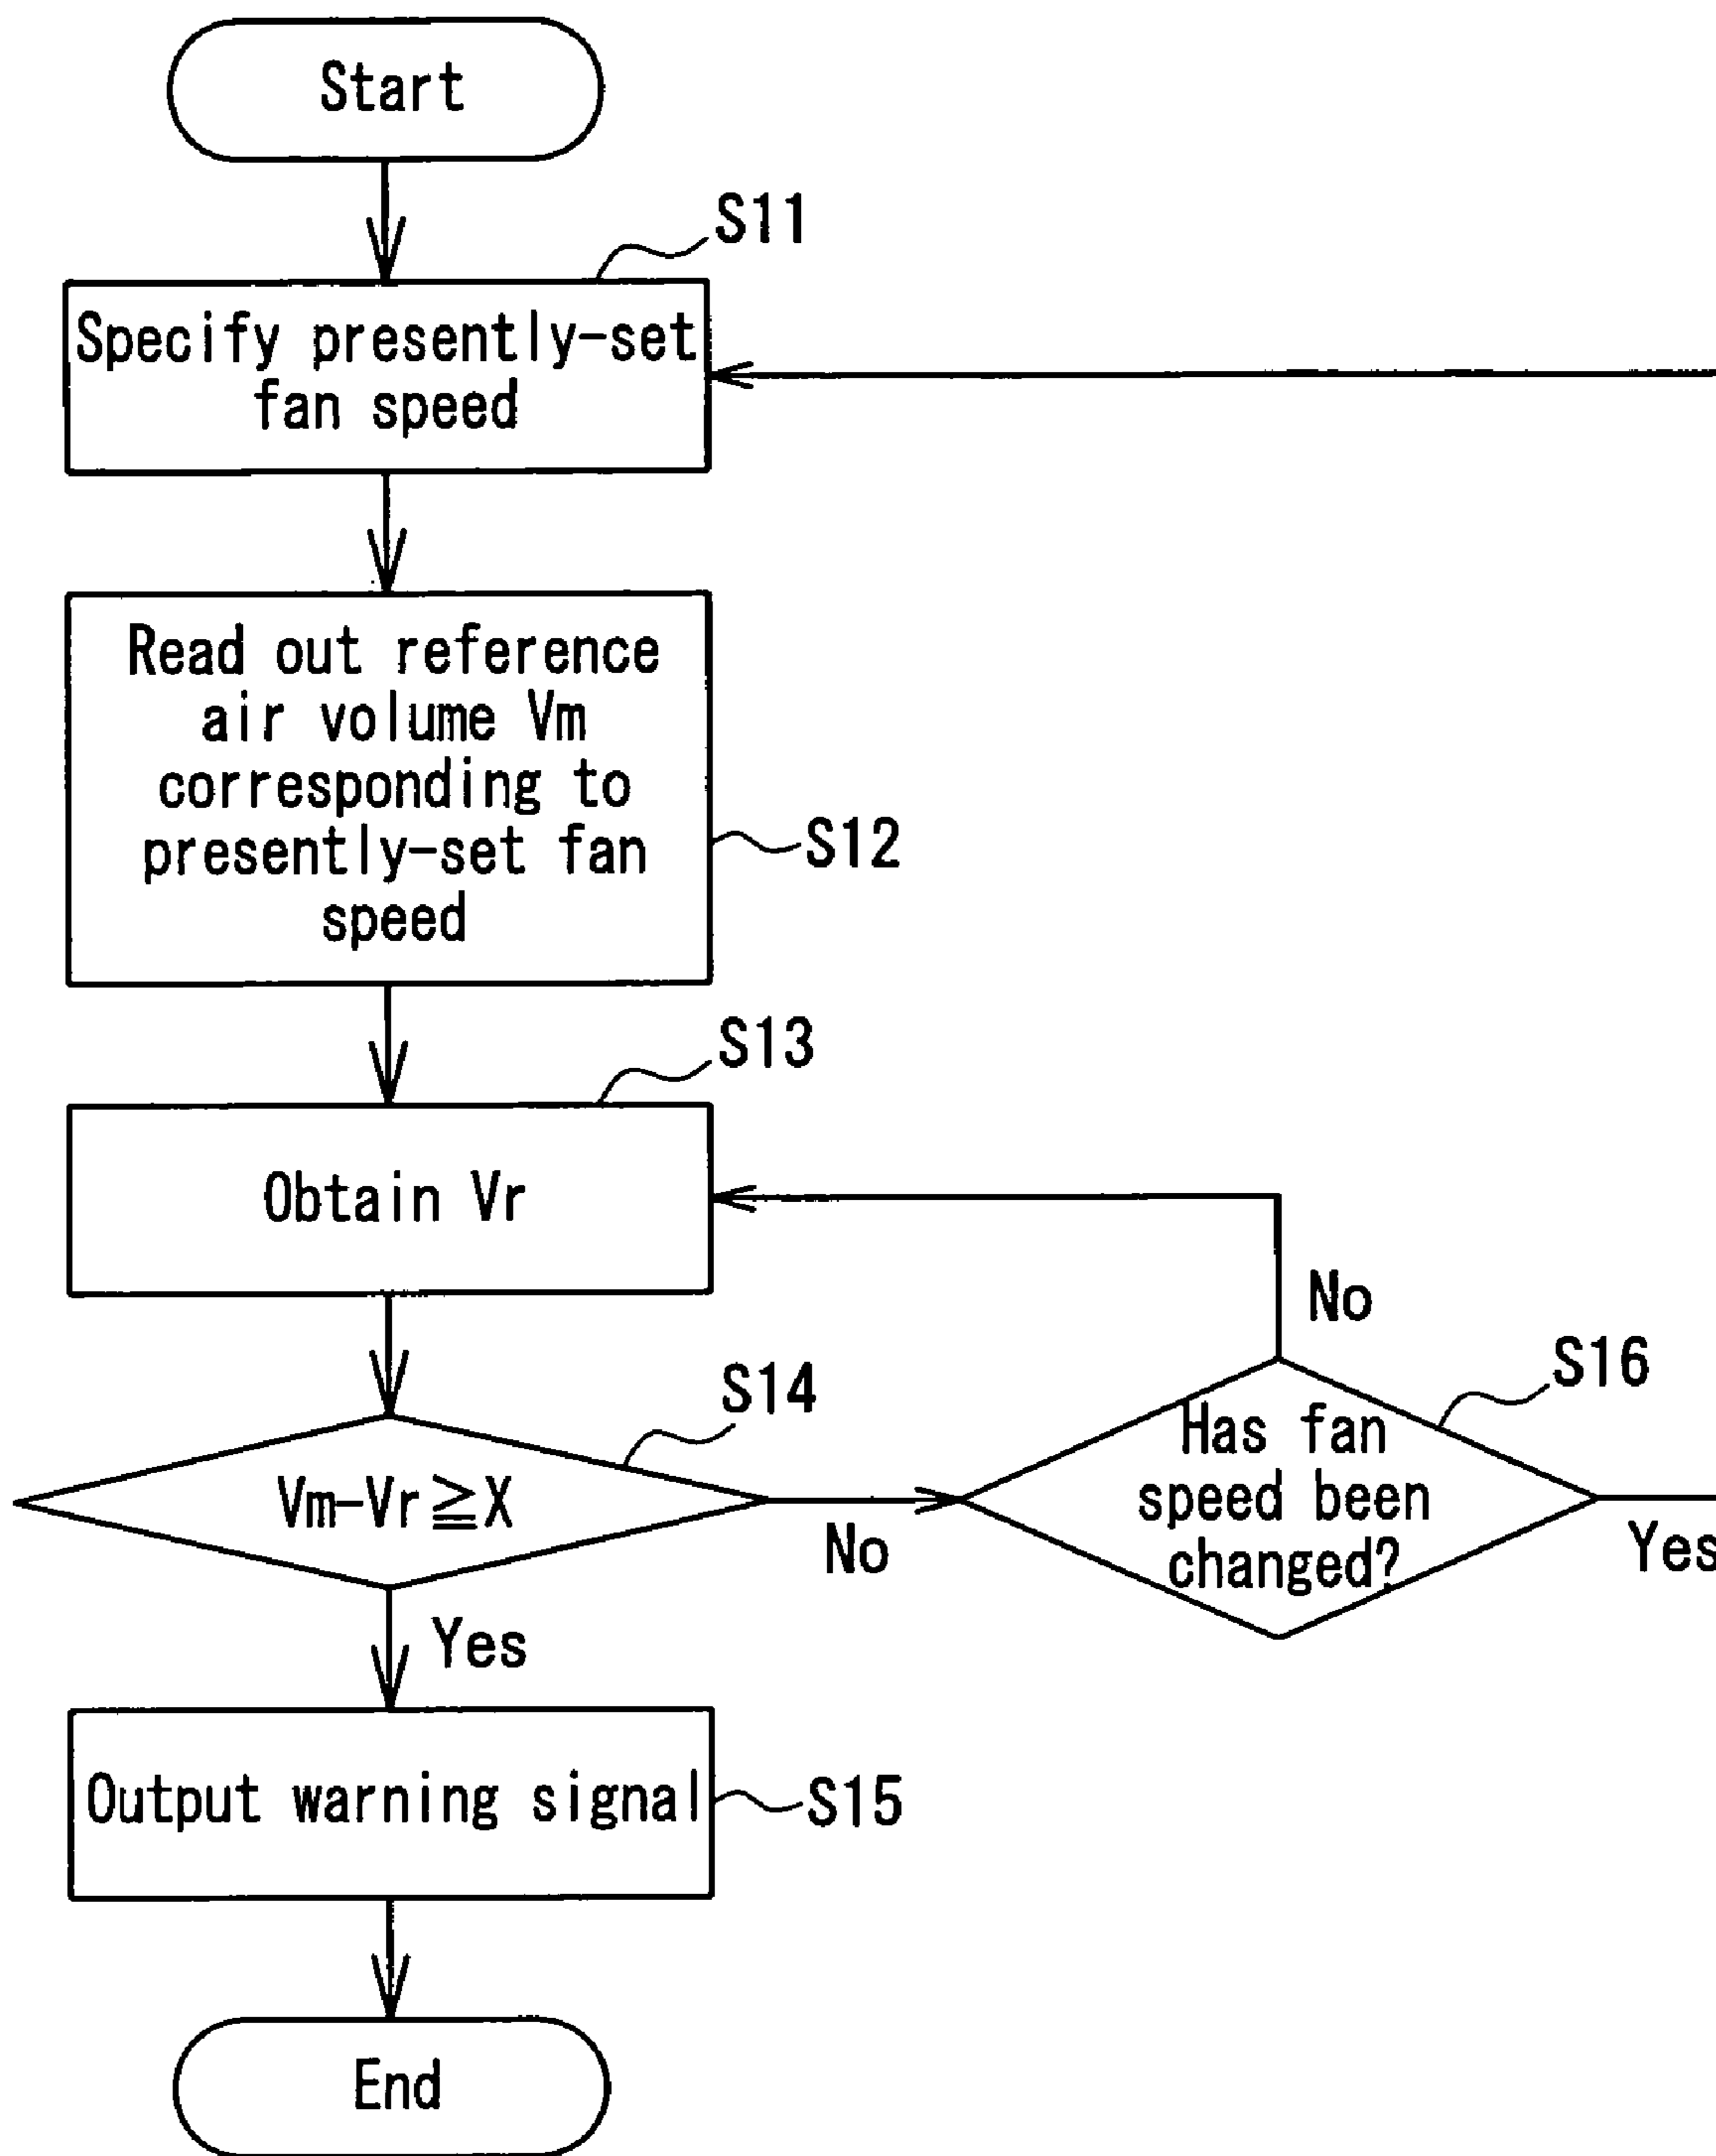 Start
S11
Specify presently-set
fan speed
Read out reference
air volume Vm
corresponding to
presently-set fan
speed
S12
S13
Obtain Vr
No
S14
S16
Vm-Vr≧X
No
Has fan
speed been
changed?
Yes
Yes
Output warning signal
S15
End